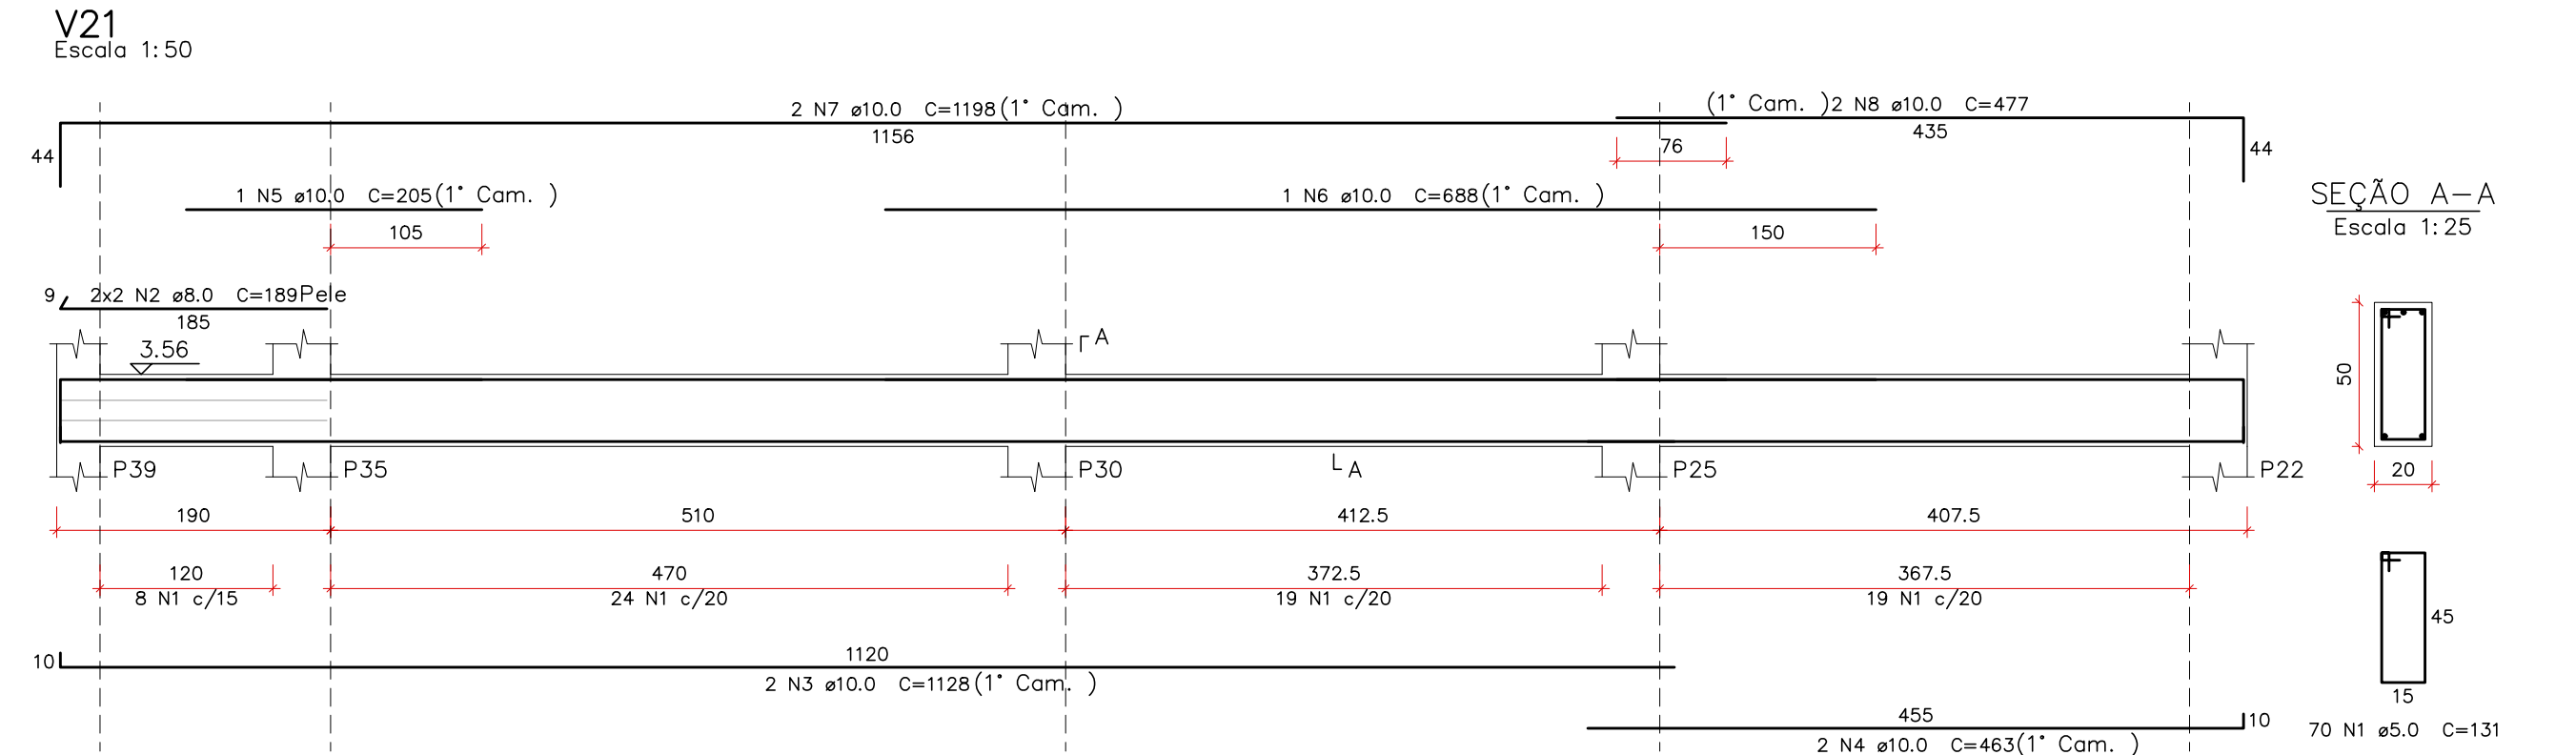 V21
Escala 1:50
2 N7 ø10.0 C=1198(1° Cam. )
(1° Cam. )2 N8 ø10.0 C=477
1156
435
44
76
44
1 N5 ø10.0 C=205(1° Cam. )
1 N6 ø10.0 C=688(1° Cam. )
105
150
SEÇÃO A-A
Escala 1:25
9
2x2 N2 ø8.0 C=189Pele
185
3.56
A
50
20
P39
P35
P30
A
P25
P22
190
510
412.5
407.5
120
470
372.5
367.5
8 N1 c/15
24 N1 c/20
19 N1 c/20
19 N1 c/20
45
15
70 N1 ø5.0 C=131
10
1120
2 N3 ø10.0 C=1128(1° Cam. )
455
10
2 N4 ø10.0 C=463(1° Cam. )